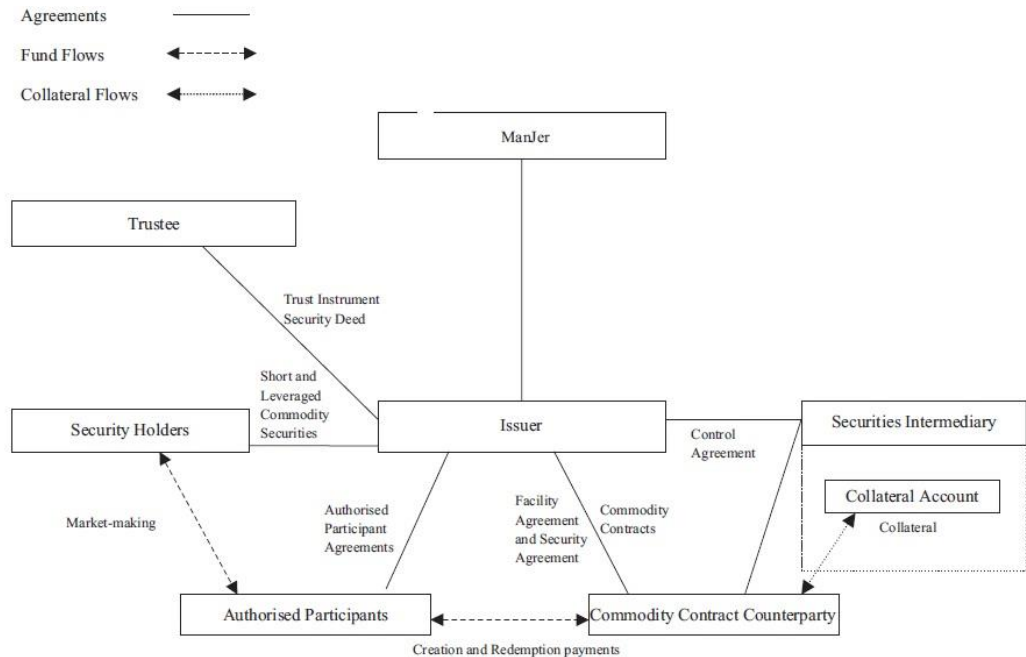 Agreements
Fund Flows
Collateral Flows
ManJer
Trustee
Trust Instrument
Security Deed
Short and
Leveraged
Commodity
Securities
Security Holders
Issuer
Control
Agreement
Securities Intermediary
Collateral Account
Collateral
Market-making
Authorised
Participant
Agreements
Facility
Agreement
and Security
Agreement
Commodity
Contracts
Authorised Participants
Commodity Contract Counterparty
Creation and Redemption payments